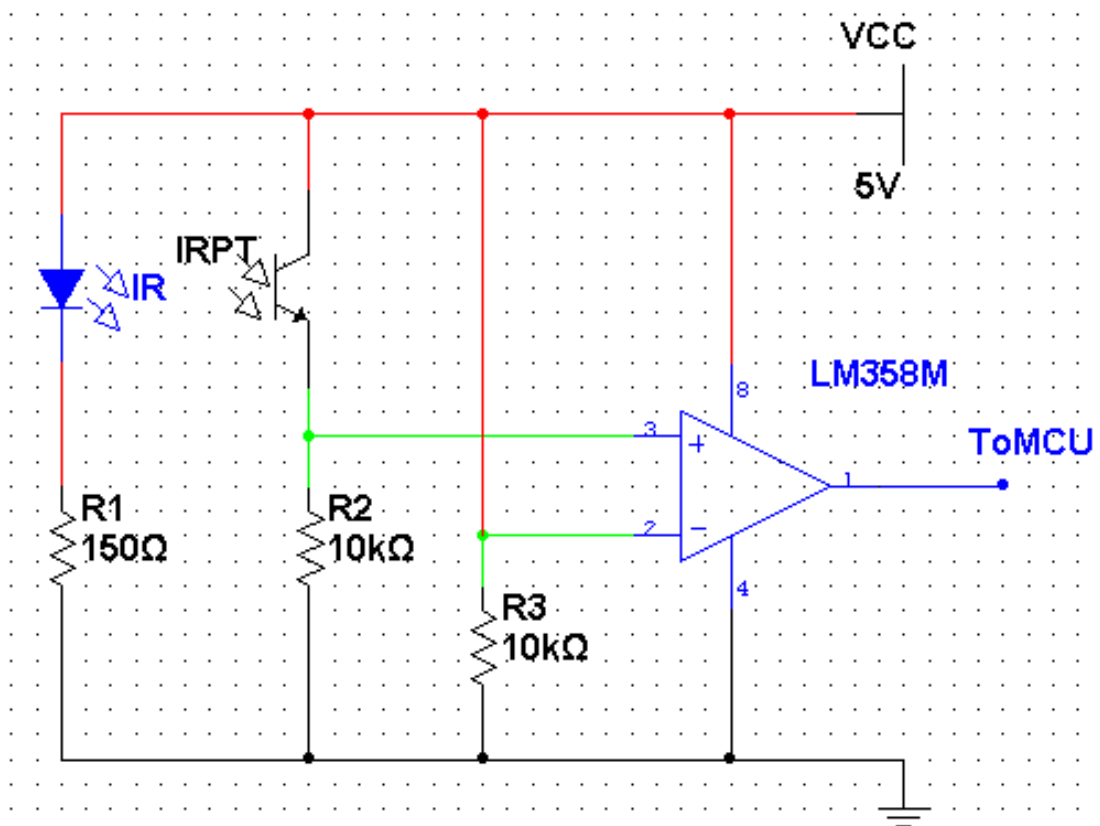 VCC
5V
IRPT
IR
LM358M
8
3
+
ToMCU
1
2
−
4
R1
150Ω
R2
10kΩ
R3
10kΩ